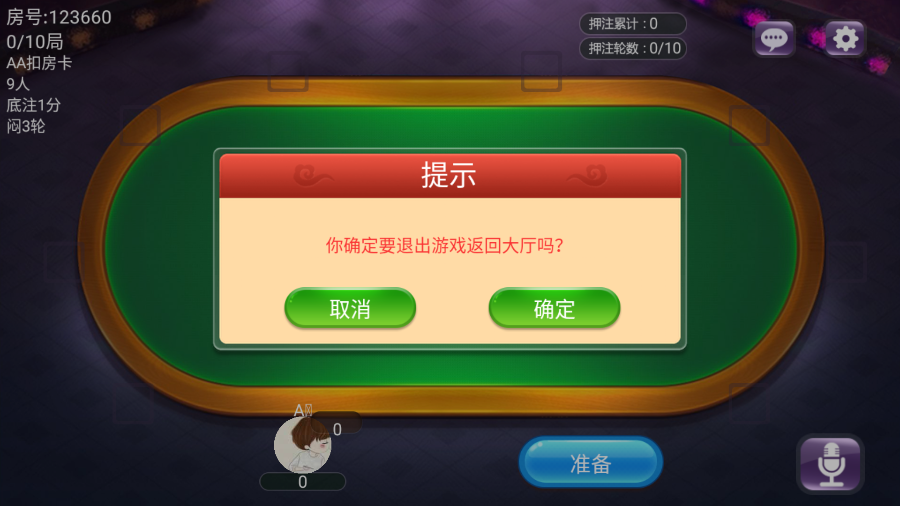 房号:123660
0/10局
AA扣房卡
9人
底注1分
闷3轮
押注累计：0
押注轮数：0/10
提示
你确定要退出游戏返回大厅吗?
取消
确定
A
0
0
准备